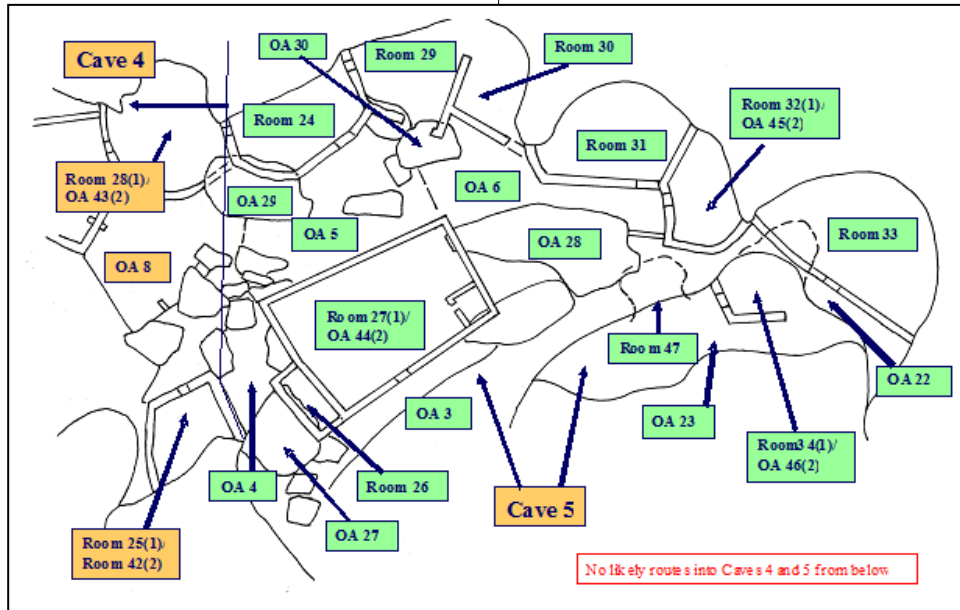 Cave 4
OA 30
Room 29
Room 30
Room 24
Room 32(1)/
OA 45(2)
Room 31
Room 28(1)/
OA 43(2)
OA 29
OA 6
OA 5
OA 28
Room 33
OA 8
Room 27(1)/
OA 44(2)
Room 47
OA 22
OA 3
OA 23
Room34(1)/
OA 46(2)
OA 4
Room 26
Cave 5
OA 27
Room 25(1)/
Room 42(2)
No likely routes into Caves 4 and 5 from below